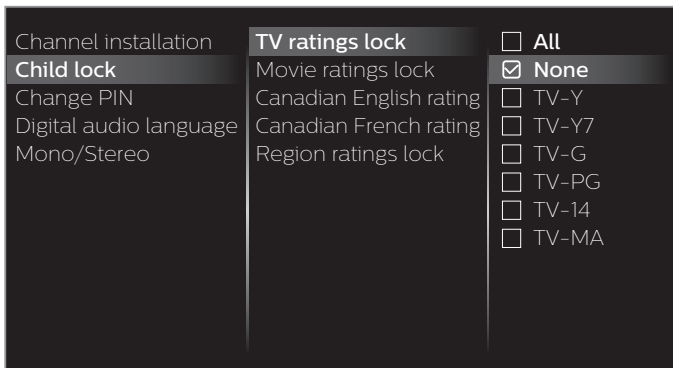 Channel installation
Child lock
Change PIN
Digital audio language
Mono/Stereo
TV ratings lock
Movie ratings lock
Canadian English rating
Canadian French rating
Region ratings lock
All
None
TV-Y
TV-Y7
TV-G
TV-PG
TV-14
TV-MA